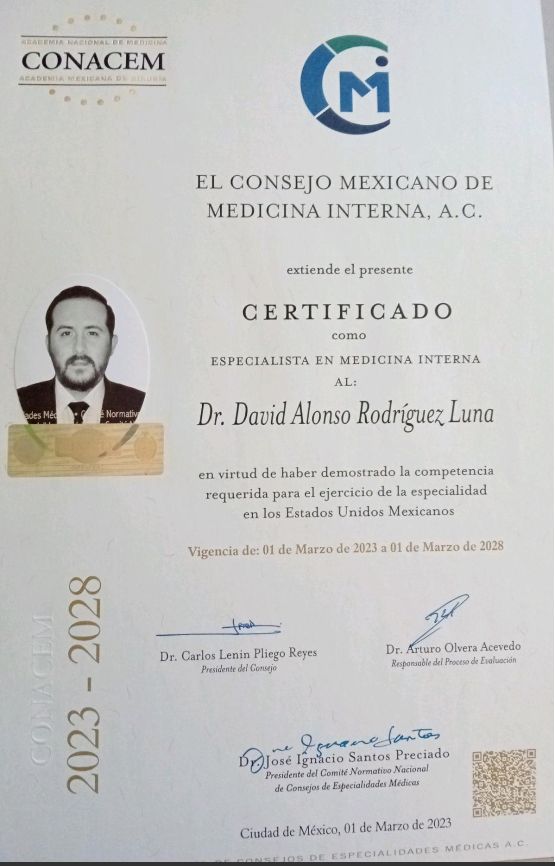 ACADEMIA NACIONAL DE MEDICINA
CONACEM
ACADEMIA MEXICANA DE CIRUGÍA
EL CONSEJO MEXICANO DE
MEDICINA INTERNA, A.C.
extiende el presente
CERTIFICADO
como
ESPECIALISTA EN MEDICINA INTERNA
AL:
Dr. David Alonso Rodríguez Luna
en virtud de haber demostrado la competencia
requerida para el ejercicio de la especialidad
en los Estados Unidos Mexicanos
Vigencia de: 01 de Marzo de 2023 a 01 de Marzo de 2028
CONACEM
2023 - 2028
Dr. Carlos Lenin Pliego Reyes
Presidente del Consejo
Dr. Arturo Olvera Acevedo
Responsable del Proceso de Evaluación
Dr. José Ignacio Santos Preciado
Presidente del Comité Normativo Nacional
de Consejos de Especialidades Médicas
Ciudad de México, 01 de Marzo de 2023
DE CONSEJOS DE ESPECIALIDADES MÉDICAS A.C.